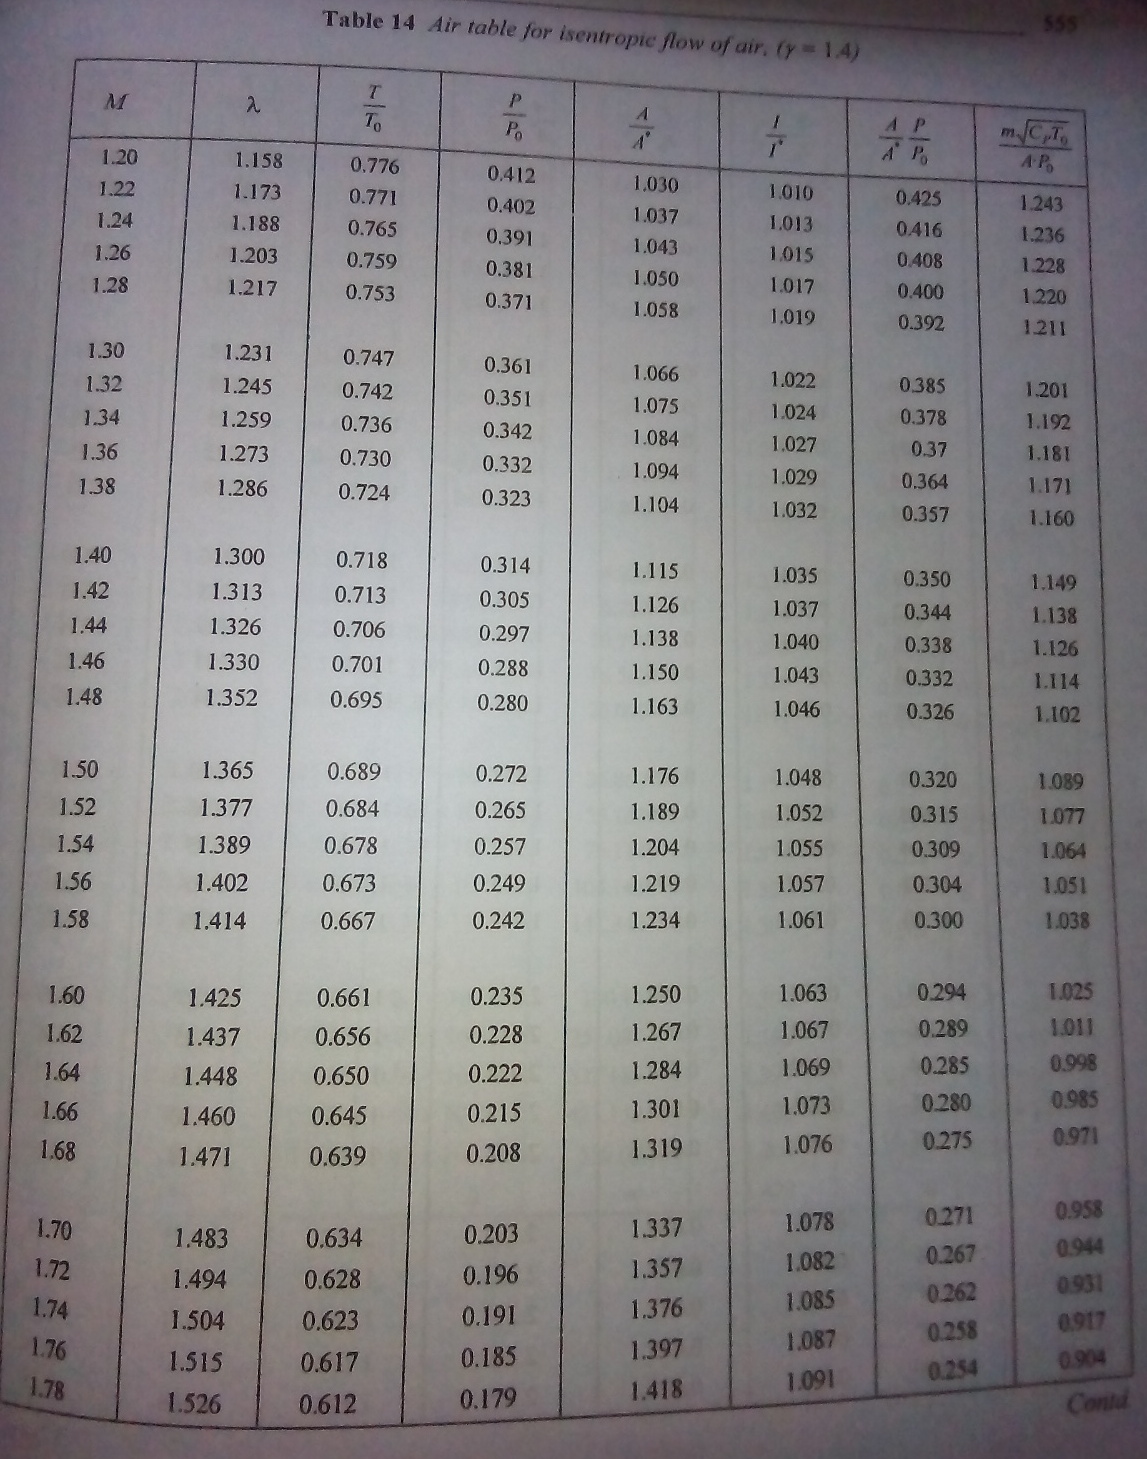 555
Table 14 Air table for isentropic flow of air. (γ = 1.4)
M λ T/T0 P/P0 A/A* I/I* A/A* P/P0 m√CpT0/A·P0
1.20 1.158 0.776 0.412 1.030 1.010 0.425 1.243
1.22 1.173 0.771 0.402 1.037 1.013 0.416 1.236
1.24 1.188 0.765 0.391 1.043 1.015 0.408 1.228
1.26 1.203 0.759 0.381 1.050 1.017 0.400 1.220
1.28 1.217 0.753 0.371 1.058 1.019 0.392 1.211
1.30 1.231 0.747 0.361 1.066 1.022 0.385 1.201
1.32 1.245 0.742 0.351 1.075 1.024 0.378 1.192
1.34 1.259 0.736 0.342 1.084 1.027 0.37 1.181
1.36 1.273 0.730 0.332 1.094 1.029 0.364 1.171
1.38 1.286 0.724 0.323 1.104 1.032 0.357 1.160
1.40 1.300 0.718 0.314 1.115 1.035 0.350 1.149
1.42 1.313 0.713 0.305 1.126 1.037 0.344 1.138
1.44 1.326 0.706 0.297 1.138 1.040 0.338 1.126
1.46 1.330 0.701 0.288 1.150 1.043 0.332 1.114
1.48 1.352 0.695 0.280 1.163 1.046 0.326 1.102
1.50 1.365 0.689 0.272 1.176 1.048 0.320 1.089
1.52 1.377 0.684 0.265 1.189 1.052 0.315 1.077
1.54 1.389 0.678 0.257 1.204 1.055 0.309 1.064
1.56 1.402 0.673 0.249 1.219 1.057 0.304 1.051
1.58 1.414 0.667 0.242 1.234 1.061 0.300 1.038
1.60 1.425 0.661 0.235 1.250 1.063 0.294 1.025
1.62 1.437 0.656 0.228 1.267 1.067 0.289 1.011
1.64 1.448 0.650 0.222 1.284 1.069 0.285 0.998
1.66 1.460 0.645 0.215 1.301 1.073 0.280 0.985
1.68 1.471 0.639 0.208 1.319 1.076 0.275 0.971
1.70 1.483 0.634 0.203 1.337 1.078 0.271 0.958
1.72 1.494 0.628 0.196 1.357 1.082 0.267 0.944
1.74 1.504 0.623 0.191 1.376 1.085 0.262 0.931
1.76 1.515 0.617 0.185 1.397 1.087 0.258 0.917
1.78 1.526 0.612 0.179 1.418 1.091 0.254 0.904
Contd.